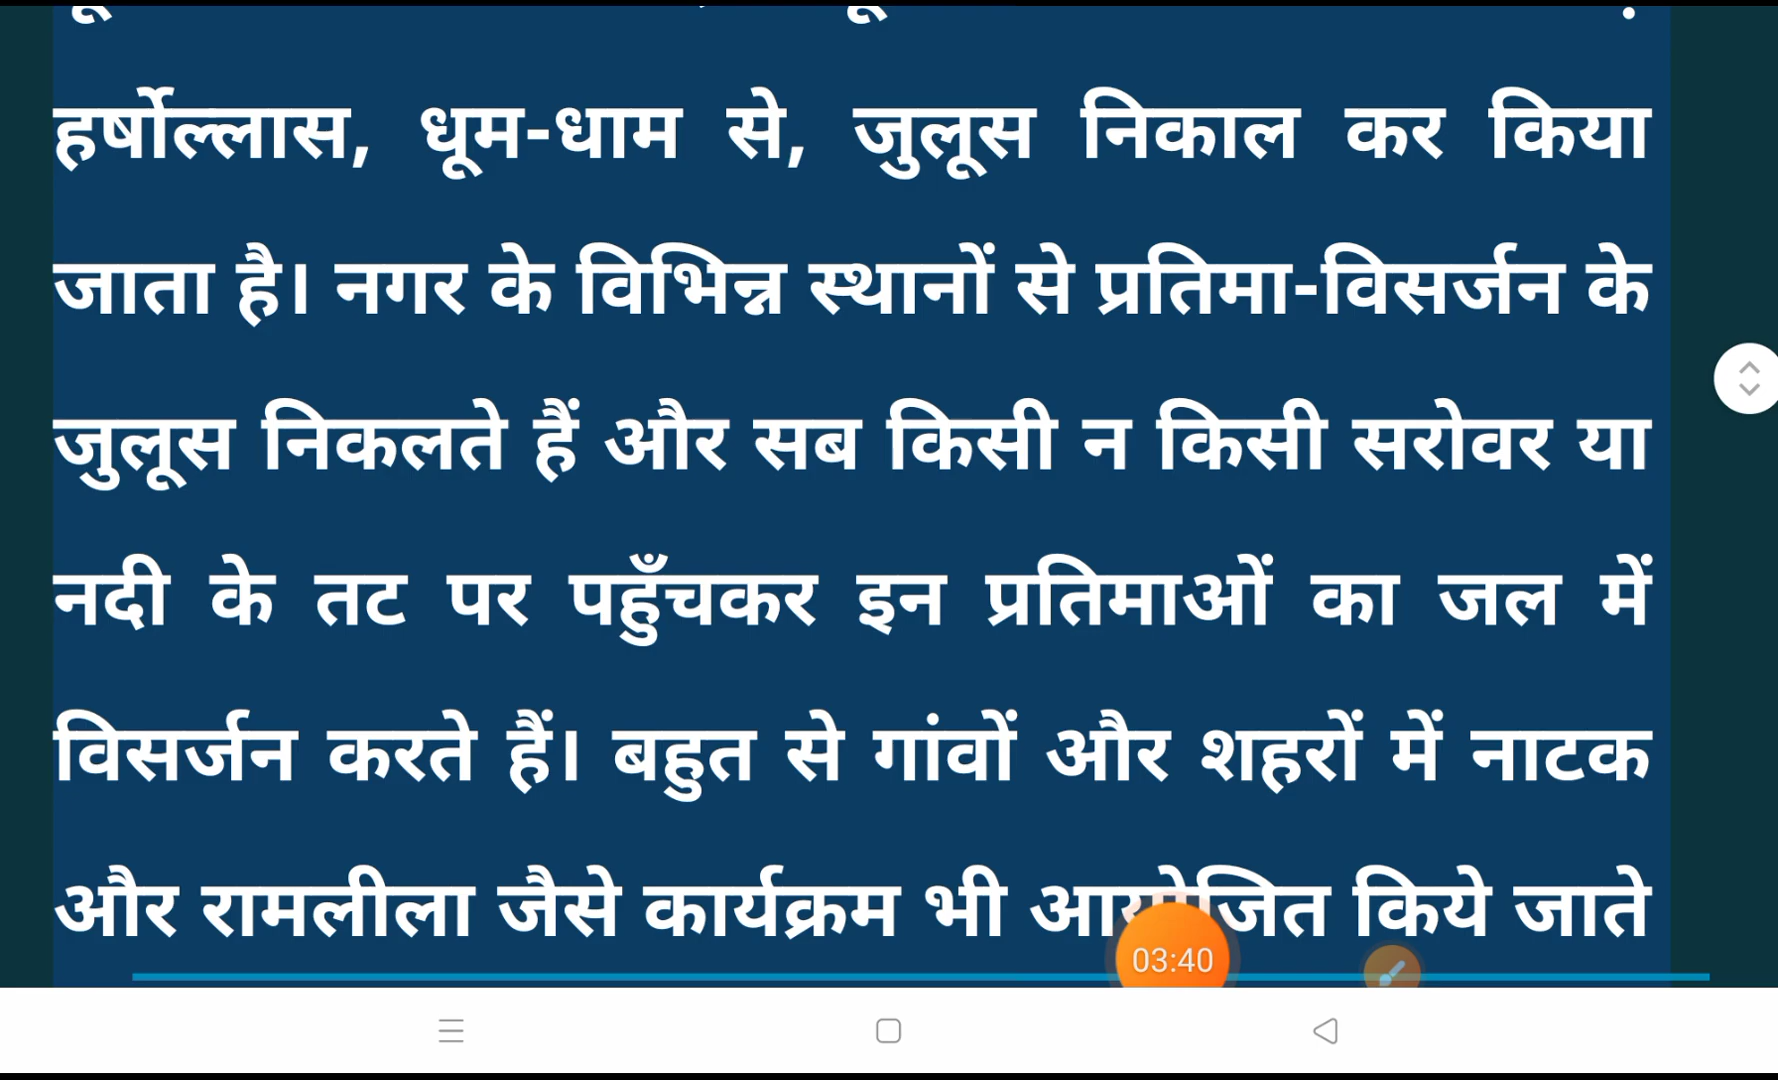 हर्षोल्लास, धूम-धाम से, जुलूस निकाल कर किया
जाता है। नगर के विभिन्न स्थानों से प्रतिमा-विसर्जन के
जुलूस निकलते हैं और सब किसी न किसी सरोवर या
नदी के तट पर पहुँचकर इन प्रतिमाओं का जल में
विसर्जन करते हैं। बहुत से गांवों और शहरों में नाटक
और रामलीला जैसे कार्यक्रम भी आयोजित किये जाते
03:40